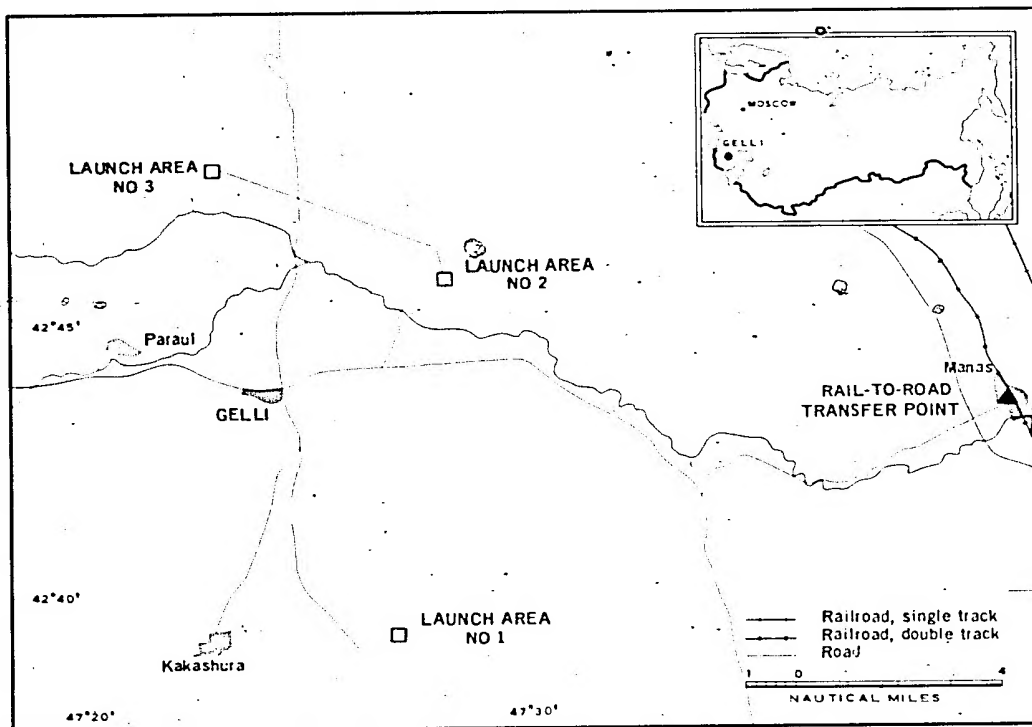 MOSCOW
GELLI
LAUNCH AREA
NO 3
LAUNCH AREA
NO 2
42°45'
Paraul
Manas
RAIL-TO-ROAD
TRANSFER POINT
GELLI
42°40'
LAUNCH AREA
NO 1
Kakashura
Railroad, single track
Railroad, double track
Road
1 0 4
NAUTICAL MILES
47°20'
47°30'